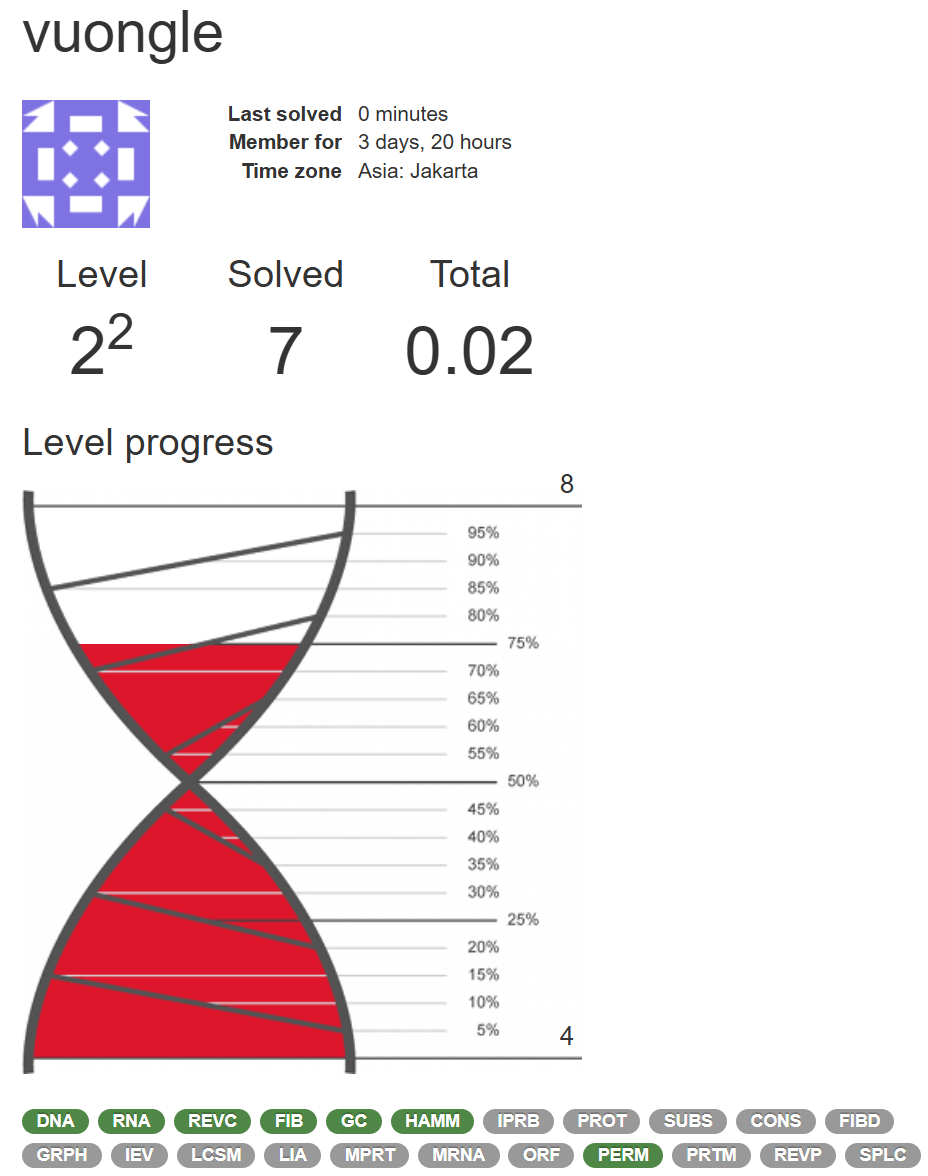 vuongle
Last solved 0 minutes
Member for 3 days, 20 hours
Time zone Asia: Jakarta
Level Solved Total
2² 7 0.02
Level progress
8
95%
90%
85%
80%
75%
70%
65%
60%
55%
50%
45%
40%
35%
30%
25%
20%
15%
10%
5%
4
DNA RNA REVC FIB GC HAMM IPRB PROT SUBS CONS FIBD
GRPH IEV LCSM LIA MPRT MRNA ORF PERM PRTM REVP SPLC